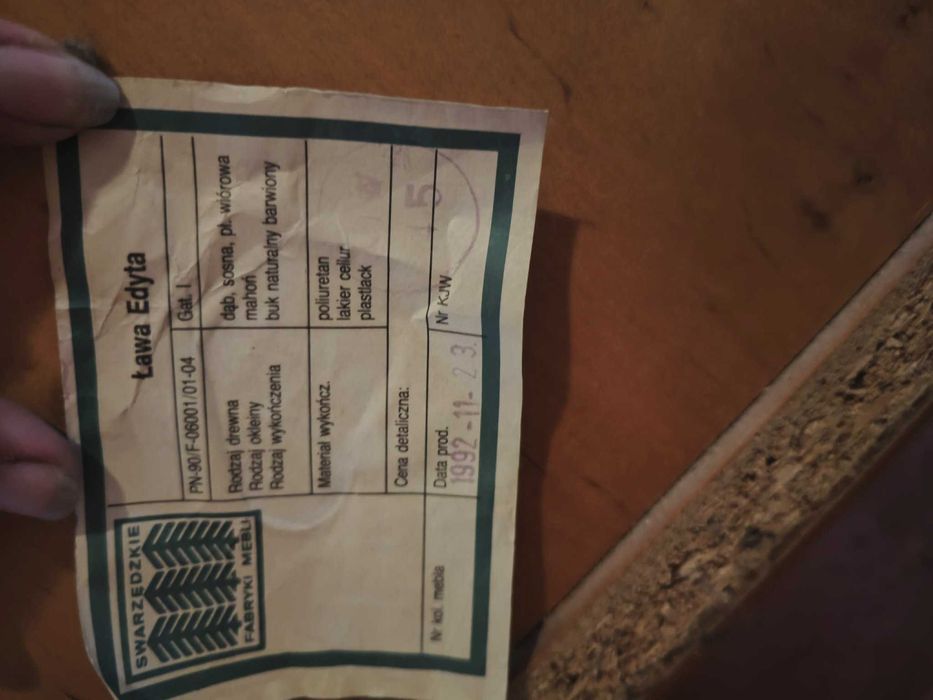 SWARZĘDZKIE
FABRYKI MEBLI
Ława Edyta
PN-90/F-06001/01-04 Gat. I
Rodzaj drewna dąb, sosna, pł. wiórowa
Rodzaj okleiny mahoń
Rodzaj wykończenia buk naturalny barwiony
Materiał wykończ. poliuretan
lakier cellur
plastlack
Cena detaliczna:
Nr kol. mebla
Data prod. Nr KJW
1992-11-23. 5